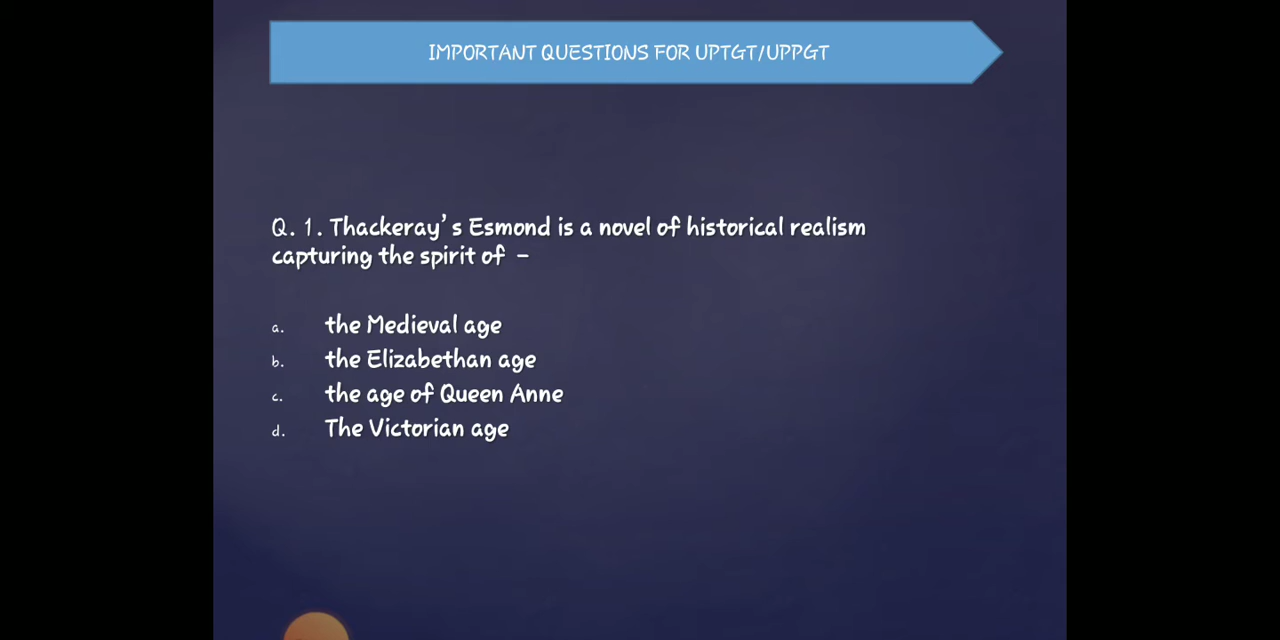 IMPORTANT QUESTIONS FOR UPTGT/UPPGT
Q. 1. Thackeray's Esmond is a novel of historical realism
capturing the spirit of –
a. the Medieval age
b. the Elizabethan age
c. the age of Queen Anne
d. The Victorian age